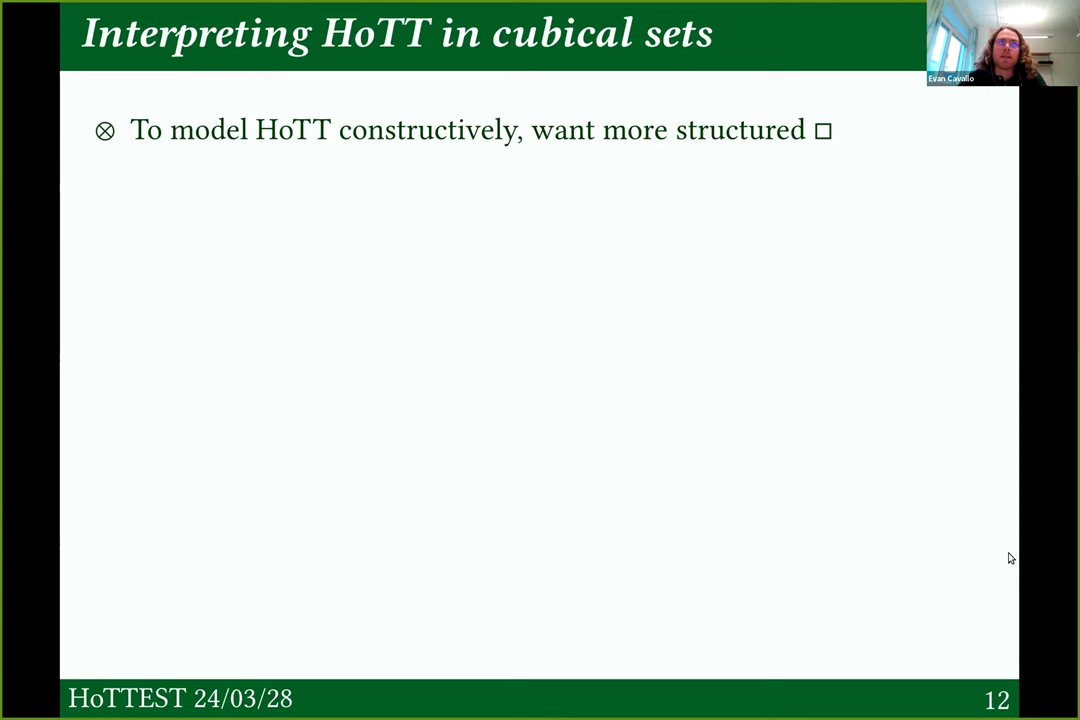 Interpreting HoTT in cubical sets
Evan Cavallo
⊗ To model HoTT constructively, want more structured □
HoTTEST 24/03/28
12